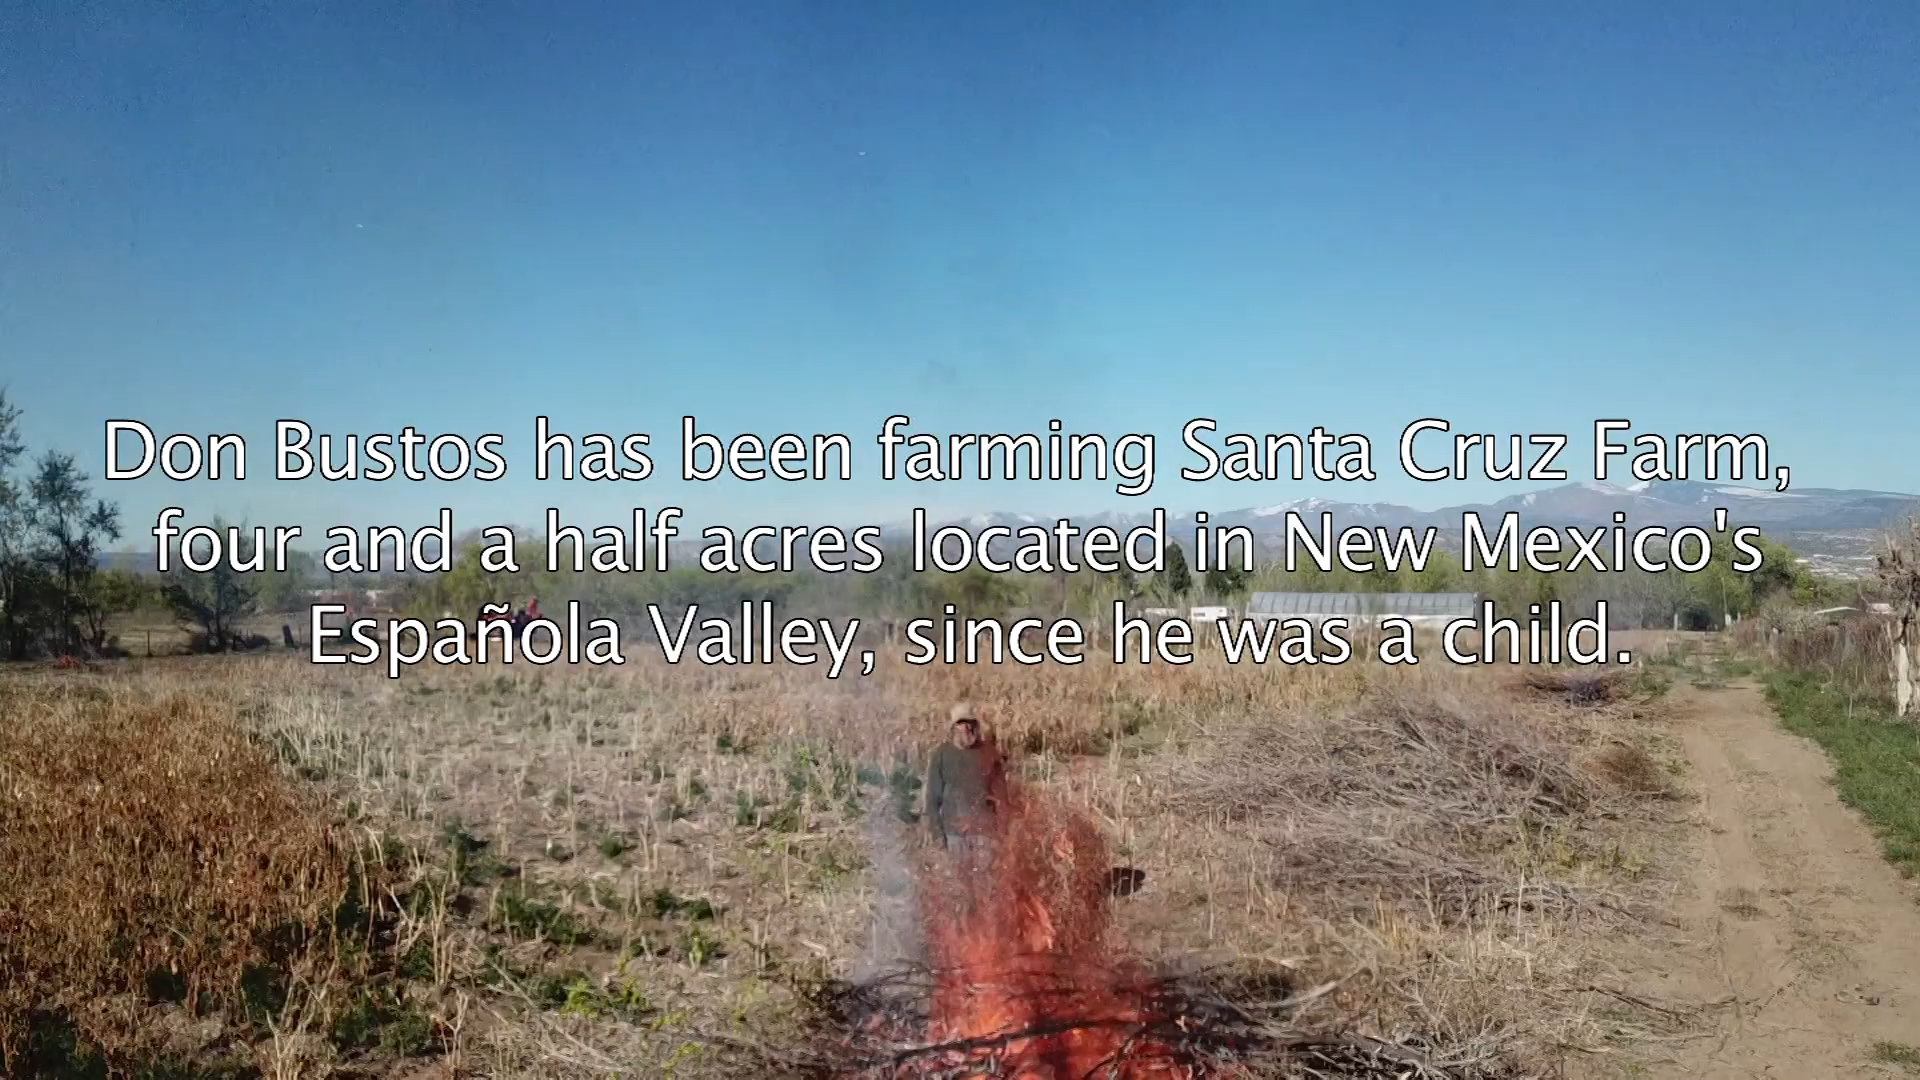 Don Bustos has been farming Santa Cruz Farm,
four and a half acres located in New Mexico's
Española Valley, since he was a child.